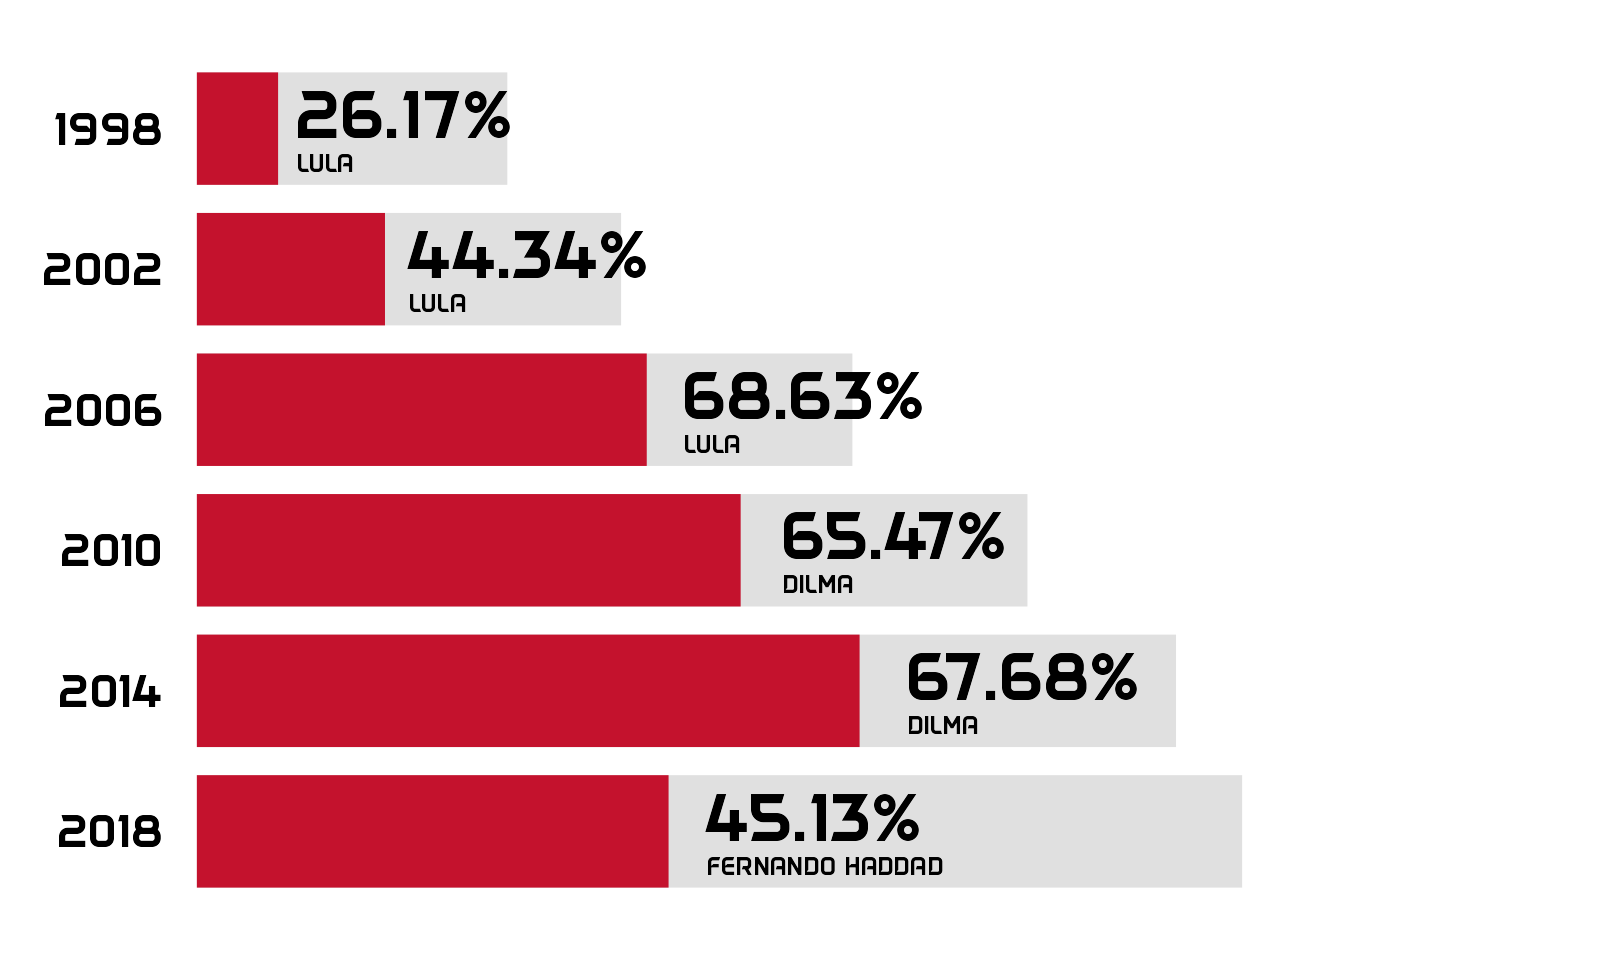 1998
26.17%
LULA
2002
44.34%
LULA
2006
68.63%
LULA
2010
65.47%
DILMA
2014
67.68%
DILMA
2018
45.13%
FERNANDO HADDAD